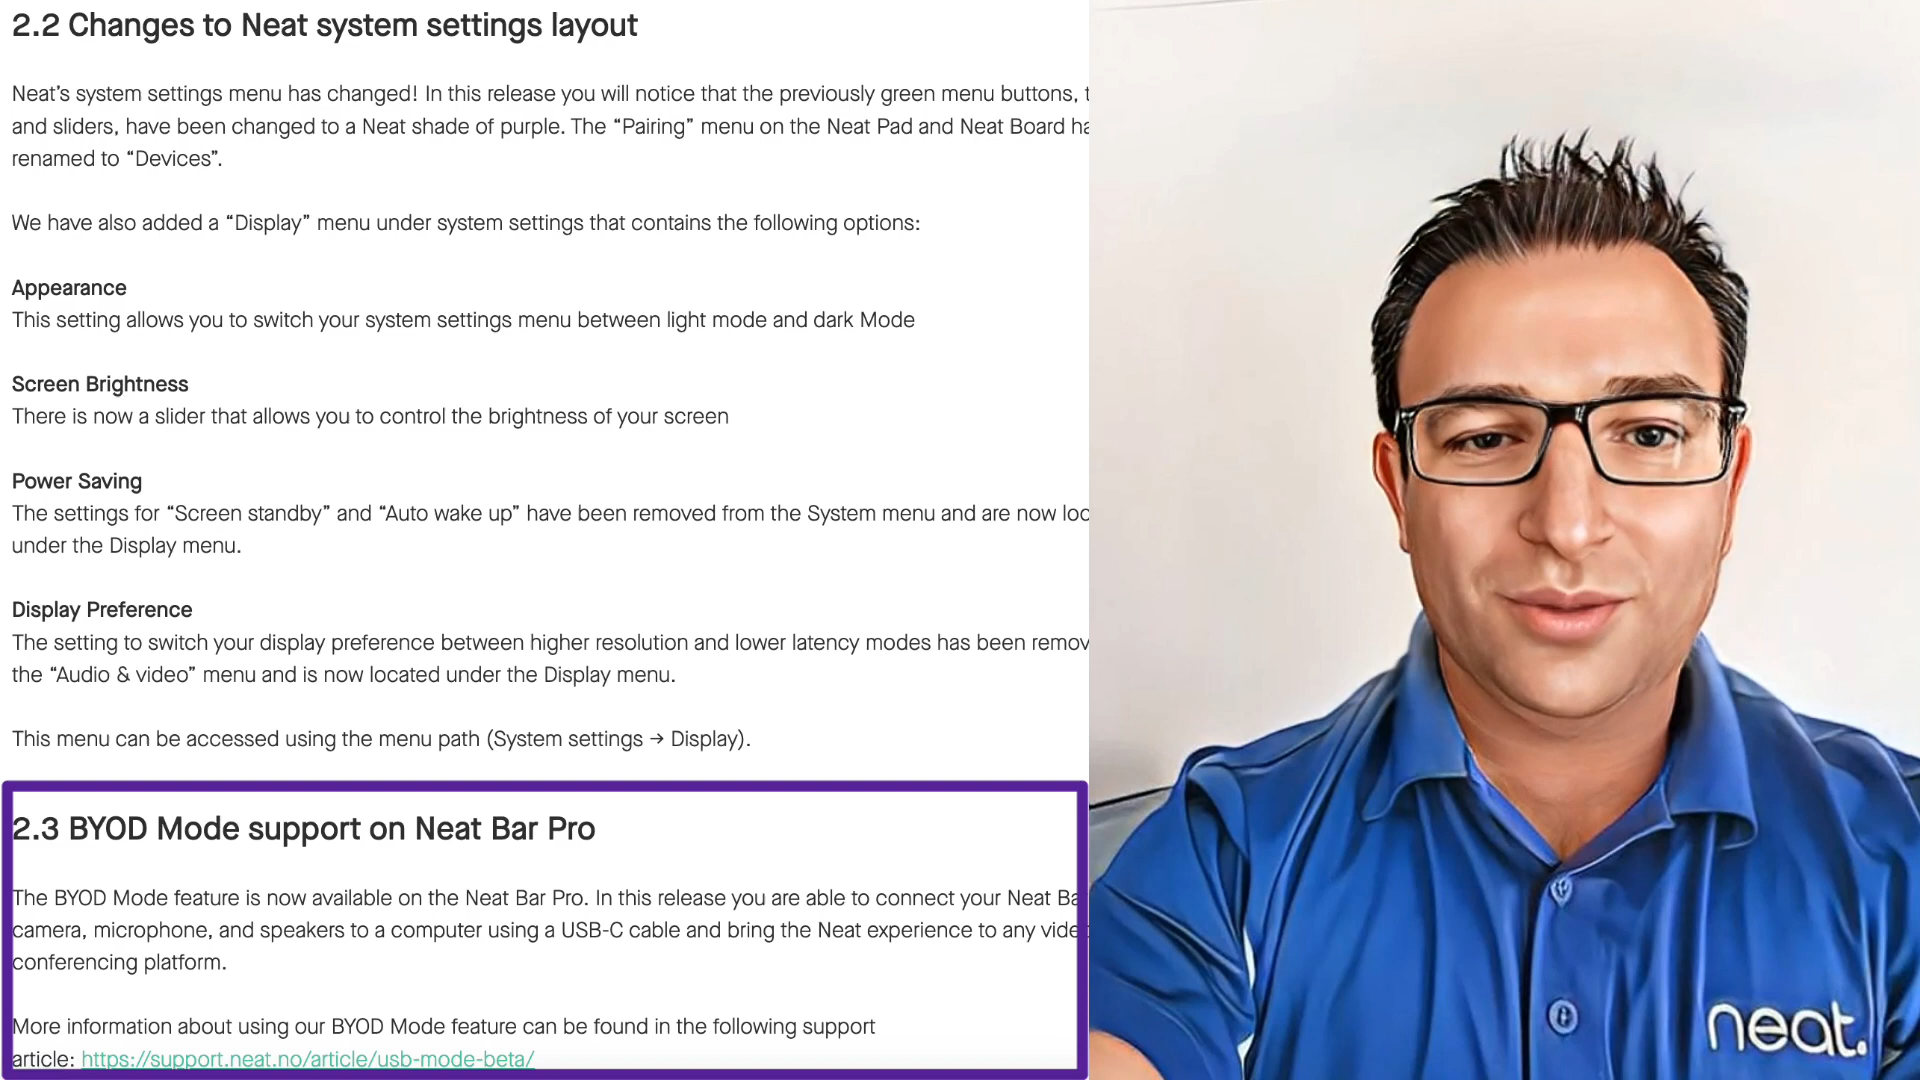 2.2 Changes to Neat system settings layout
Neat’s system settings menu has changed! In this release you will notice that the previously green menu buttons,
and sliders, have been changed to a Neat shade of purple. The “Pairing” menu on the Neat Pad and Neat Board
renamed to “Devices”.
We have also added a “Display” menu under system settings that contains the following options:
Appearance
This setting allows you to switch your system settings menu between light mode and dark Mode
Screen Brightness
There is now a slider that allows you to control the brightness of your screen
Power Saving
The settings for “Screen standby” and “Auto wake up” have been removed from the System menu and are now
under the Display menu.
Display Preference
The setting to switch your display preference between higher resolution and lower latency modes has been
the “Audio & video” menu and is now located under the Display menu.
This menu can be accessed using the menu path (System settings → Display).
2.3 BYOD Mode support on Neat Bar Pro
The BYOD Mode feature is now available on the Neat Bar Pro. In this release you are able to connect your Neat
camera, microphone, and speakers to a computer using a USB-C cable and bring the Neat experience to any
conferencing platform.
More information about using our BYOD Mode feature can be found in the following support
article: https://support.neat.no/article/usb-mode-beta/
neat.